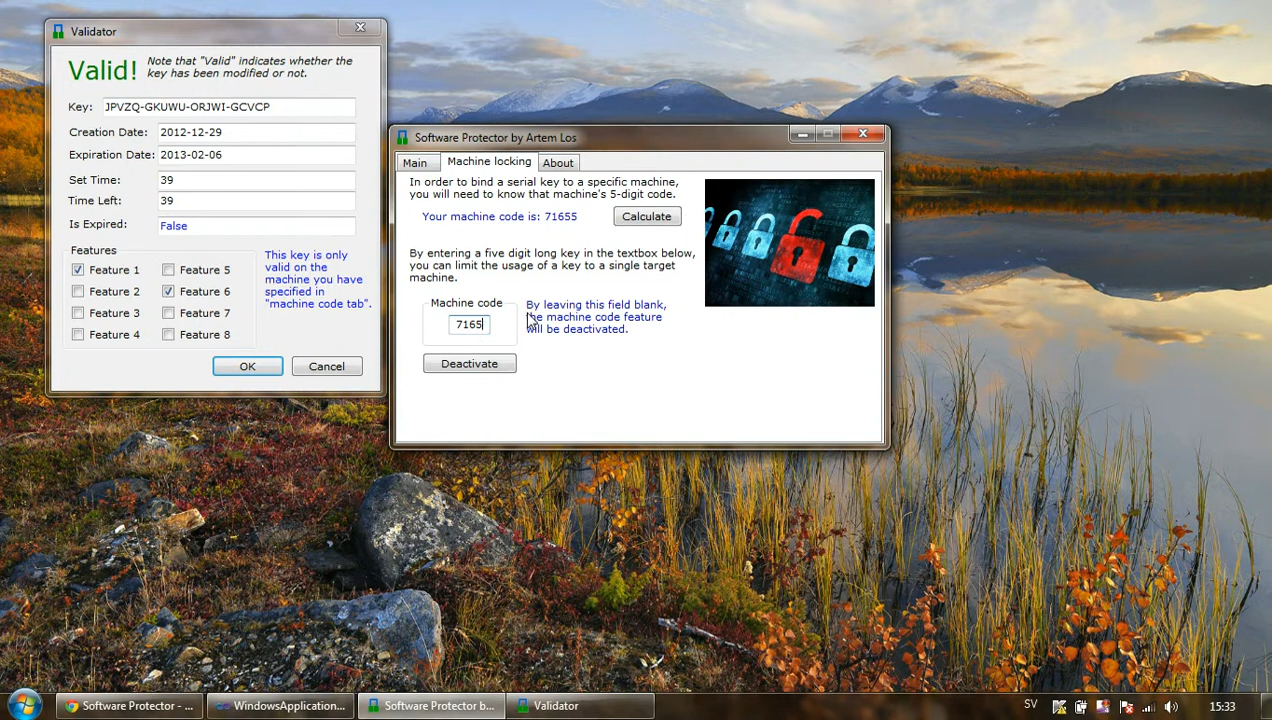 Validator
Valid!
Note that "Valid" indicates whether the
key has been modified or not.
Key: JPVZQ-GKUWU-ORJWI-GCVCP
Creation Date: 2012-12-29
Expiration Date: 2013-02-06
Set Time: 39
Time Left: 39
Is Expired: False
Features
Feature 1
Feature 5
Feature 2
Feature 6
Feature 3
Feature 7
Feature 4
Feature 8
This key is only
valid on the
machine you have
specified in
"machine code tab".
OK
Cancel
Software Protector by Artem Los
Main
Machine locking
About
In order to bind a serial key to a specific machine,
you will need to know that machine's 5-digit code.
Your machine code is: 71655
Calculate
By entering a five digit long key in the textbox below,
you can limit the usage of a key to a single target
machine.
Machine code
7165
By leaving this field blank,
the machine code feature
will be deactivated.
Deactivate
Software Protector - ...
WindowsApplication...
Software Protector b...
Validator
SV
15:33